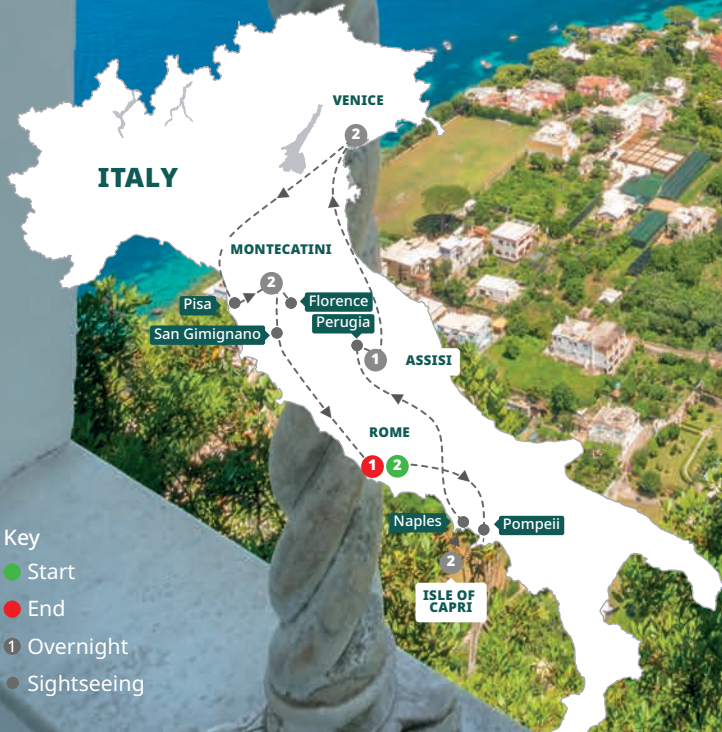 VENICE
2
ITALY
MONTECATINI
2
Pisa
Florence
Perugia
San Gimignano
1
ASSISI
ROME
1 2
Naples
Pompeii
2
ISLE OF
CAPRI
Key
Start
End
1 Overnight
Sightseeing